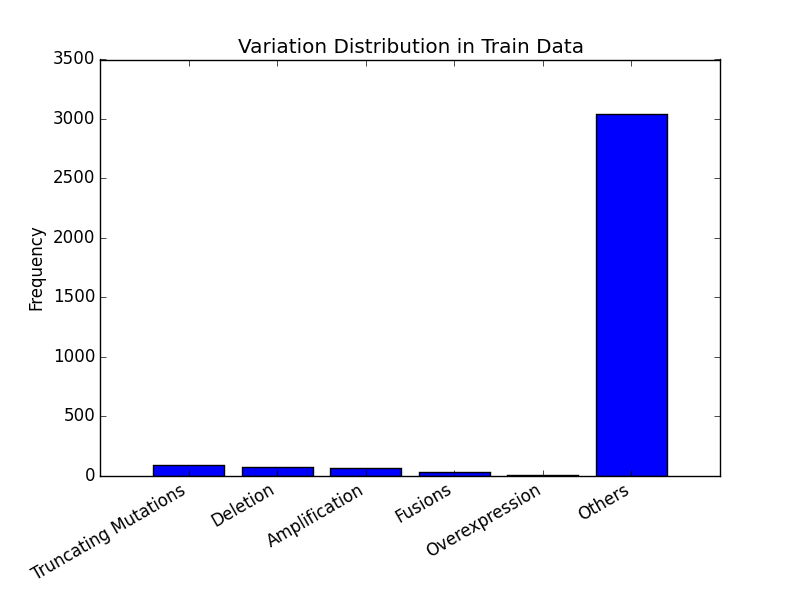 Variation Distribution in Train Data
3500
3000
2500
2000
1500
1000
500
0
Frequency
Truncating Mutations
Deletion
Amplification
Fusions
Overexpression
Others